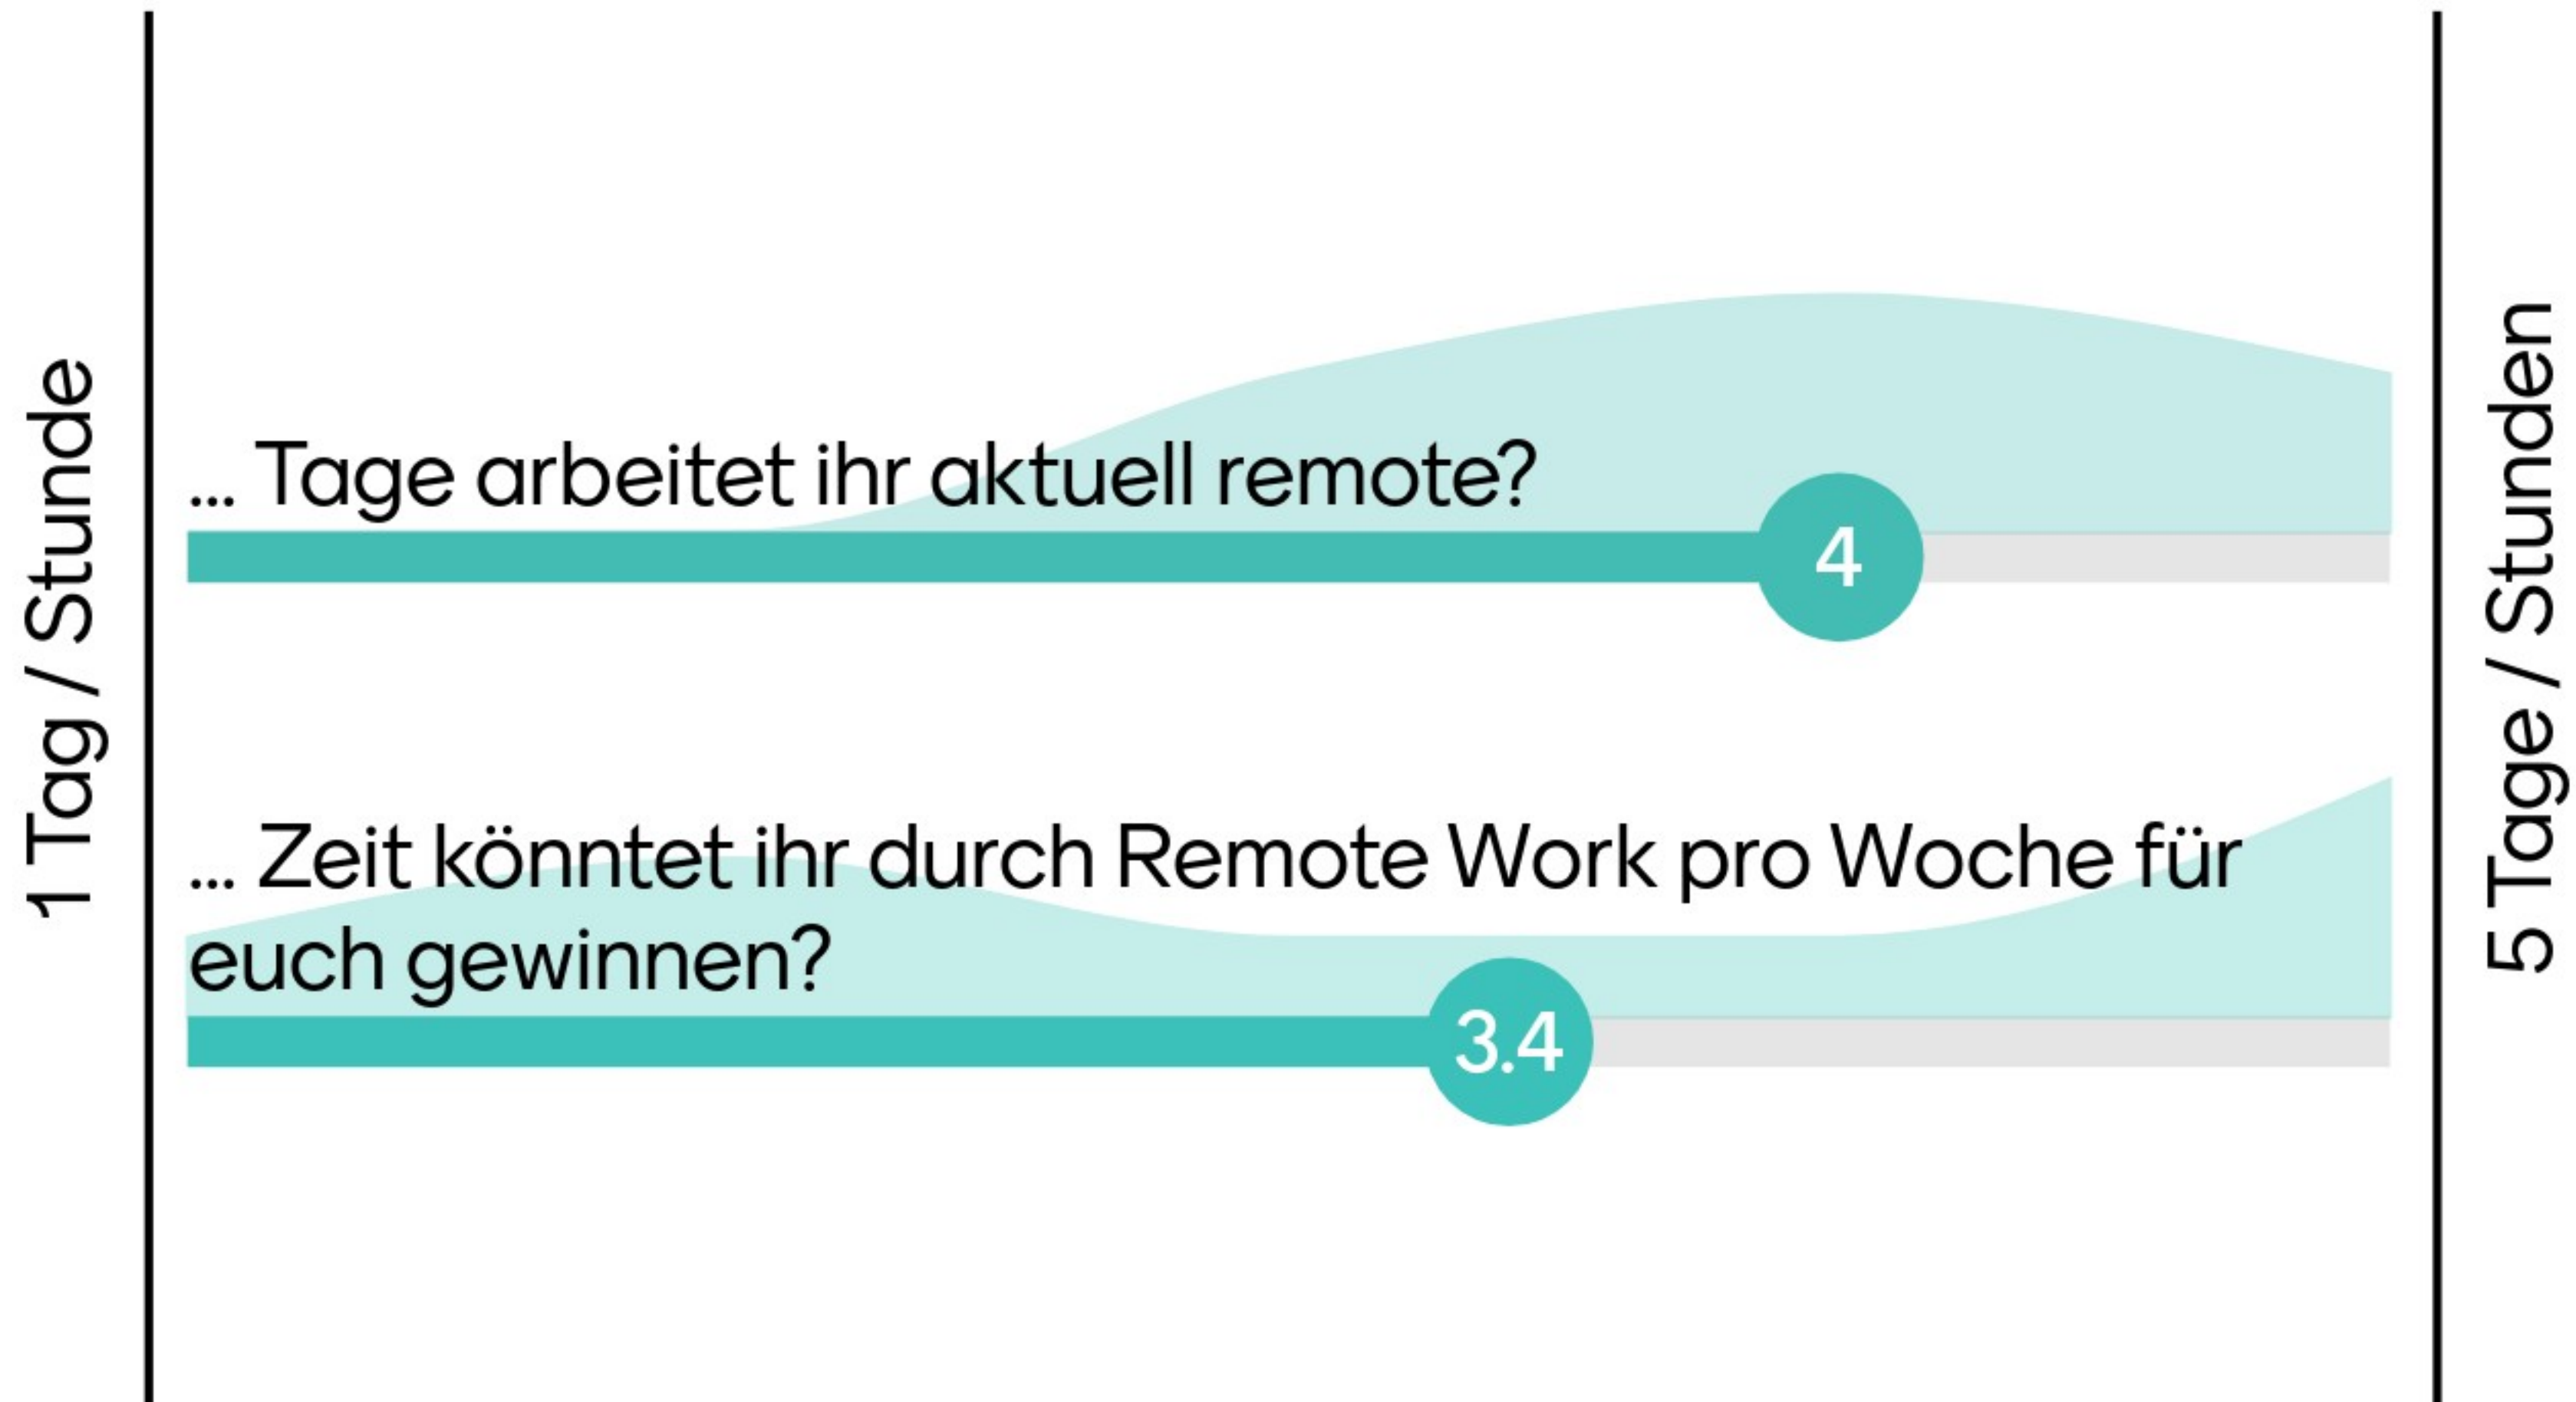 1 Tag / Stunde
... Tage arbeitet ihr aktuell remote?
4
... Zeit könntet ihr durch Remote Work pro Woche für
euch gewinnen?
3.4
5 Tage / Stunden